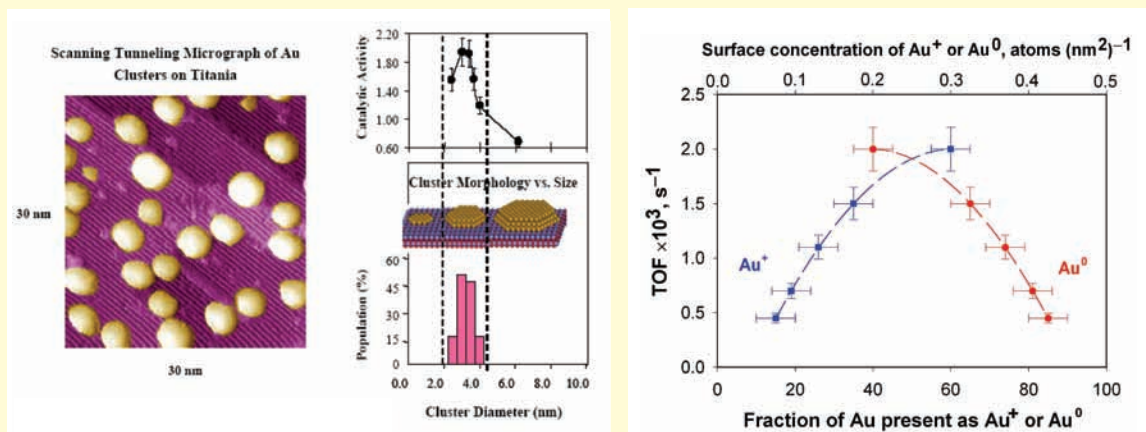 Scanning Tunneling Micrograph of Au
Clusters on Titania
30 nm
30 nm
Catalytic Activity
2.20
1.80
1.40
1.00
0.60
Cluster Morphology vs. Size
Population (%)
60
45
30
15
0
0.0 2.0 4.0 6.0 8.0 10.0
Cluster Diameter (nm)
Surface concentration of Au⁺ or Au⁰, atoms (nm²)⁻¹
0.0 0.1 0.2 0.3 0.4 0.5
TOF ×10³, s⁻¹
2.5
2.0
1.5
1.0
0.5
0.0
Au⁺
Au⁰
0 20 40 60 80 100
Fraction of Au present as Au⁺ or Au⁰